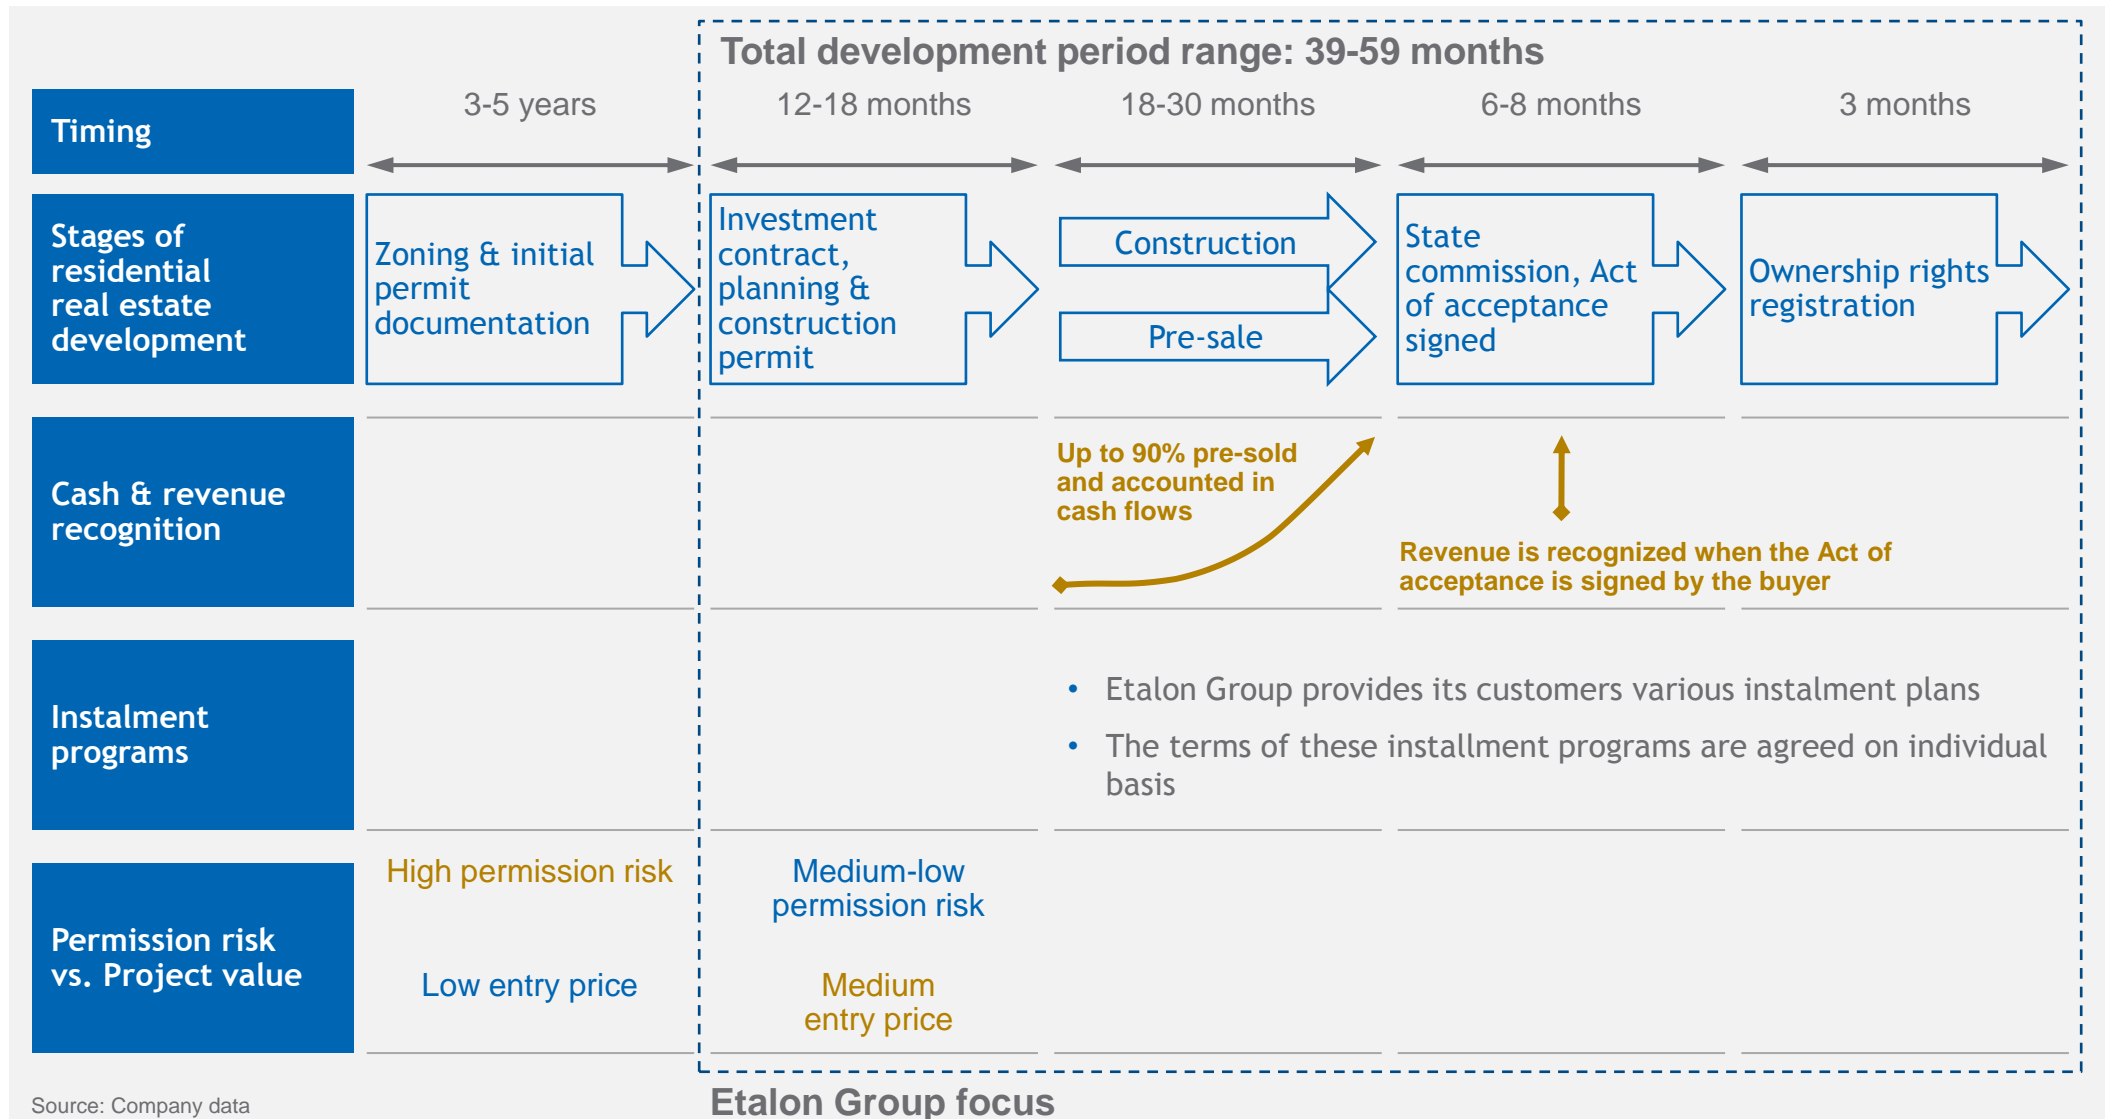 Total development period range: 39-59 months
Timing
3-5 years
12-18 months
18-30 months
6-8 months
3 months
Stages of
residential
real estate
development
Zoning & initial
permit
documentation
Investment
contract,
planning &
construction
permit
Construction
Pre-sale
State
commission, Act
of acceptance
signed
Ownership rights
registration
Cash & revenue
recognition
Up to 90% pre-sold
and accounted in
cash flows
Revenue is recognized when the Act of
acceptance is signed by the buyer
Instalment
programs
• Etalon Group provides its customers various instalment plans
• The terms of these installment programs are agreed on individual
basis
Permission risk
vs. Project value
High permission risk
Low entry price
Medium-low
permission risk
Medium
entry price
Source: Company data
Etalon Group focus